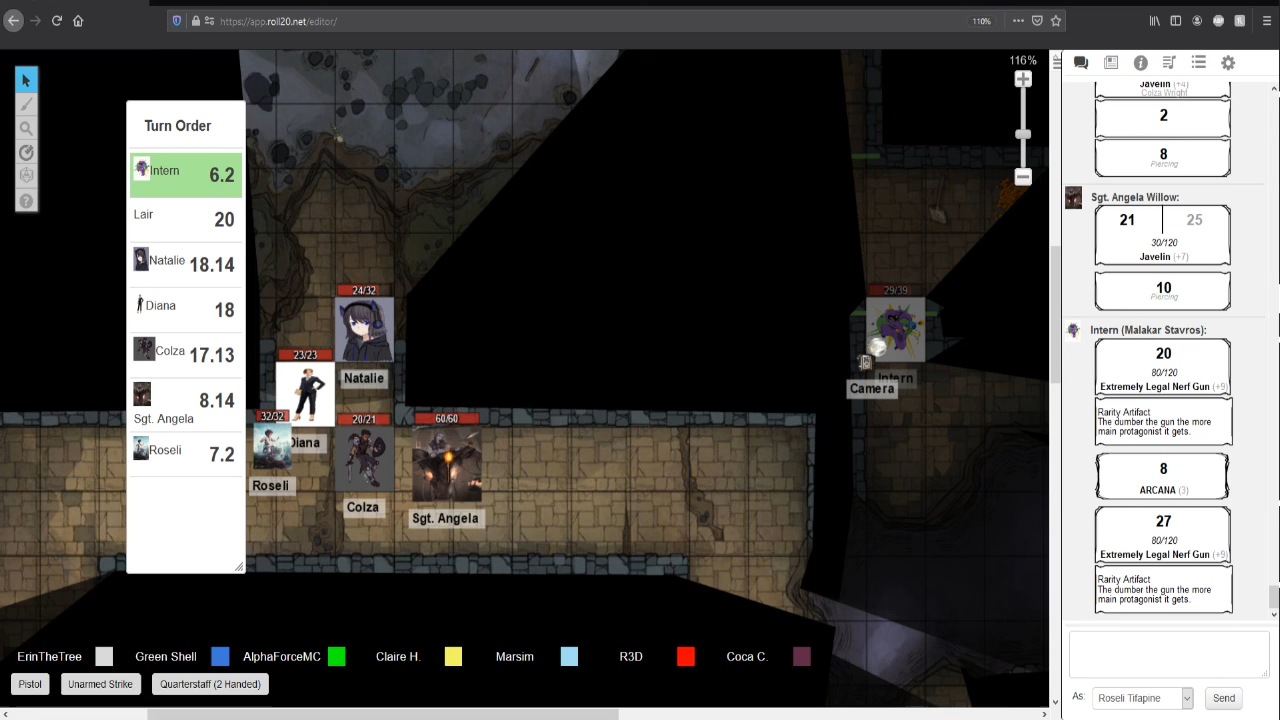 https://app.roll20.net/editor/
110%
116%
Turn Order
Intern 6.2
Lair 20
Natalie 18.14
Diana 18
Colza 17.13
8.14
Sgt. Angela
Roseli 7.2
24/32
Natalie
23/23
Diana
32/32
Roseli
20/21
Colza
60/60
Sgt. Angela
29/39
Intern
Camera
Javelin (+4)
Colza Wright
2
8
Piercing
Sgt. Angela Willow:
21 25
30/120
Javelin (+7)
10
Piercing
Intern (Malakar Stavros):
20
80/120
Extremely Legal Nerf Gun (+9)
Rarity Artifact
The dumber the gun the more
main protagonist it gets.
8
ARCANA (3)
27
80/120
Extremely Legal Nerf Gun (+9)
Rarity Artifact
The dumber the gun the more
main protagonist it gets.
ErinTheTree Green Shell AlphaForceMC Claire H. Marsim R3D Coca C.
Pistol Unarmed Strike Quarterstaff (2 Handed)
As: Roseli Tifapine Send